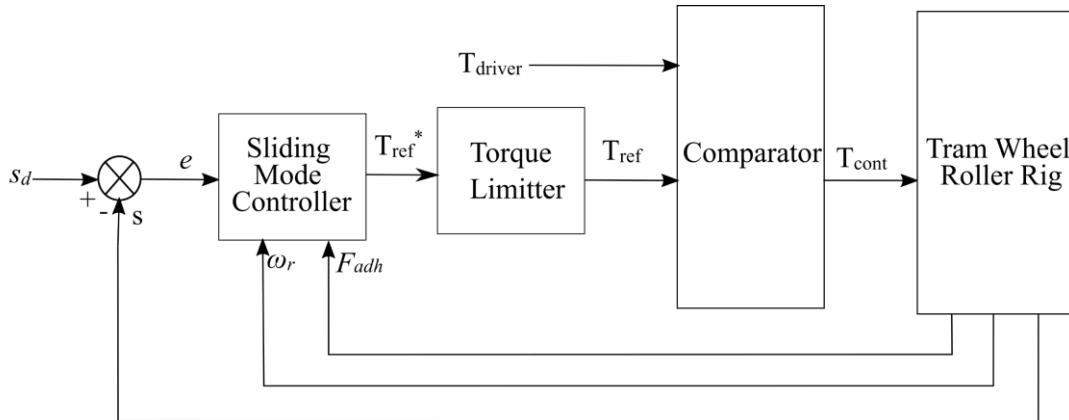 T_driver
Sliding
Mode
Controller
T_ref*
Torque
Limitter
T_ref
Comparator
T_cont
Tram Wheel
Roller Rig
s_d
+
-
s
e
ω_r
F_adh